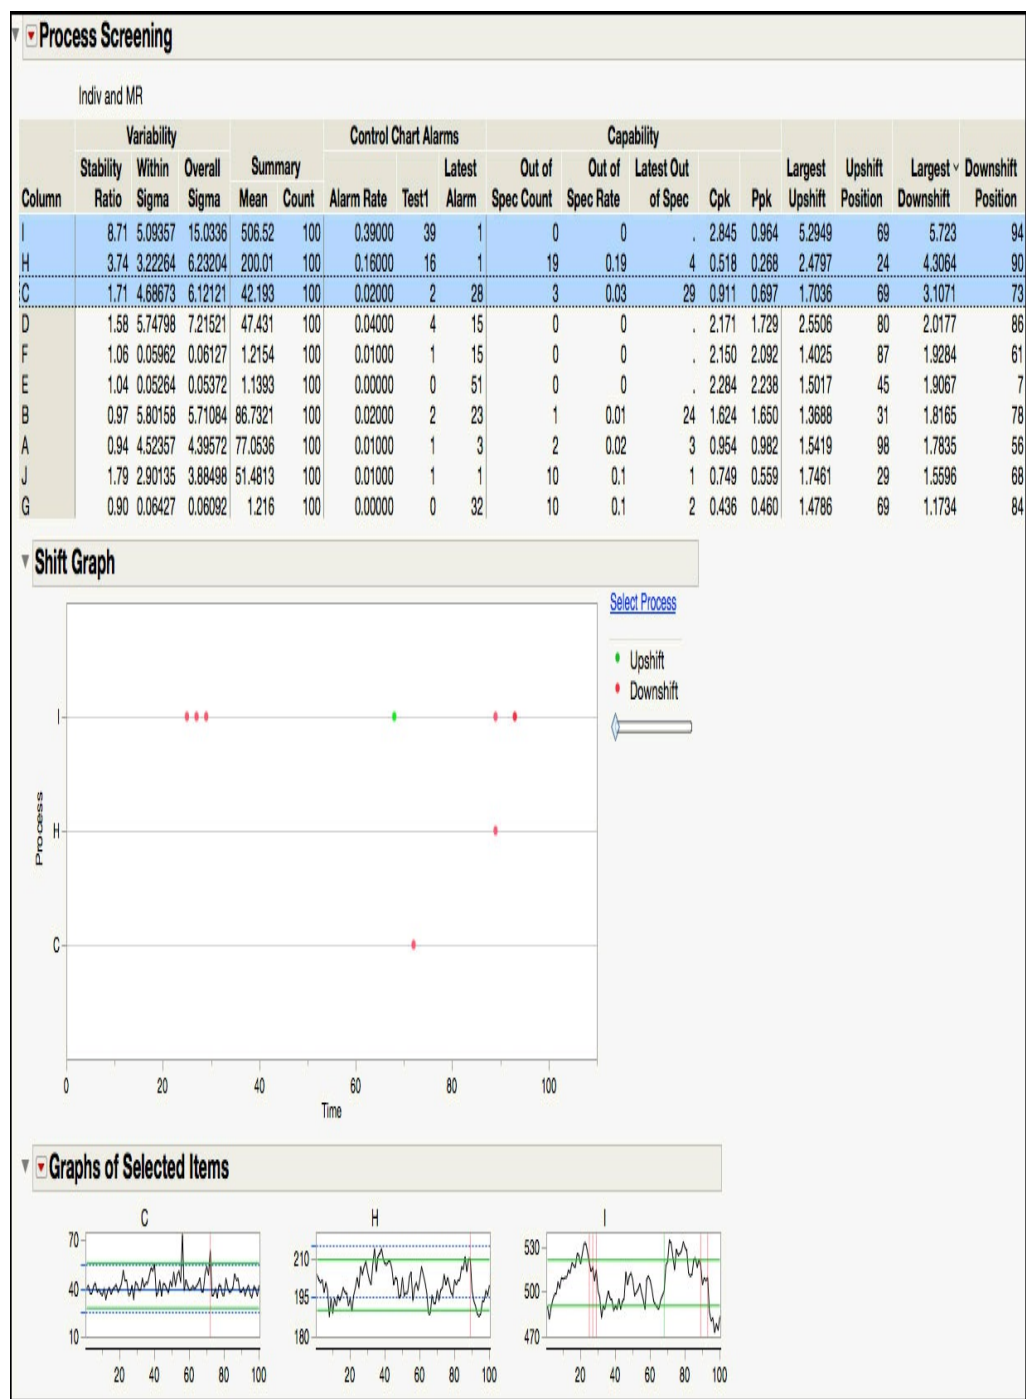 Process Screening
Indiv and MR
Variability Control Chart Alarms Capability
Stability Within Overall Summary Latest Out of Out of Latest Out Largest Upshift Largest Downshift
Column Ratio Sigma Sigma Mean Count Alarm Rate Test1 Alarm Spec Count Spec Rate of Spec Cpk Ppk Upshift Position Downshift Position
I 8.71 5.09357 15.0336 506.52 100 0.39000 39 1 0 0 . 2.845 0.964 5.2949 69 5.723 94
H 3.74 3.22264 6.23204 200.01 100 0.16000 16 1 19 0.19 4 0.518 0.268 2.4797 24 4.3064 90
C 1.71 4.68673 6.12121 42.193 100 0.02000 2 28 3 0.03 29 0.911 0.697 1.7036 69 3.1071 73
D 1.58 5.74798 7.21521 47.431 100 0.04000 4 15 0 0 . 2.171 1.729 2.5506 80 2.0177 86
F 1.06 0.05962 0.06127 1.2154 100 0.01000 1 15 0 0 . 2.150 2.092 1.4025 87 1.9284 61
E 1.04 0.05264 0.05372 1.1393 100 0.00000 0 51 0 0 . 2.284 2.238 1.5017 45 1.9067 7
B 0.97 5.80158 5.71084 86.7321 100 0.02000 2 23 1 0.01 24 1.624 1.650 1.3688 31 1.8165 78
A 0.94 4.52357 4.39572 77.0536 100 0.01000 1 3 2 0.02 3 0.954 0.982 1.5419 98 1.7835 56
J 1.79 2.90135 3.88498 51.4813 100 0.01000 1 1 10 0.1 1 0.749 0.559 1.7461 29 1.5596 68
G 0.90 0.06427 0.06092 1.216 100 0.00000 0 32 10 0.1 2 0.436 0.460 1.4786 69 1.1734 84
Shift Graph
Select Process
Upshift
Downshift
I
H
C
Process
0 20 40 60 80 100
Time
Graphs of Selected Items
C H I
70 210 530
40 195 500
10 180 470
20 40 60 80 100 20 40 60 80 100 20 40 60 80 100